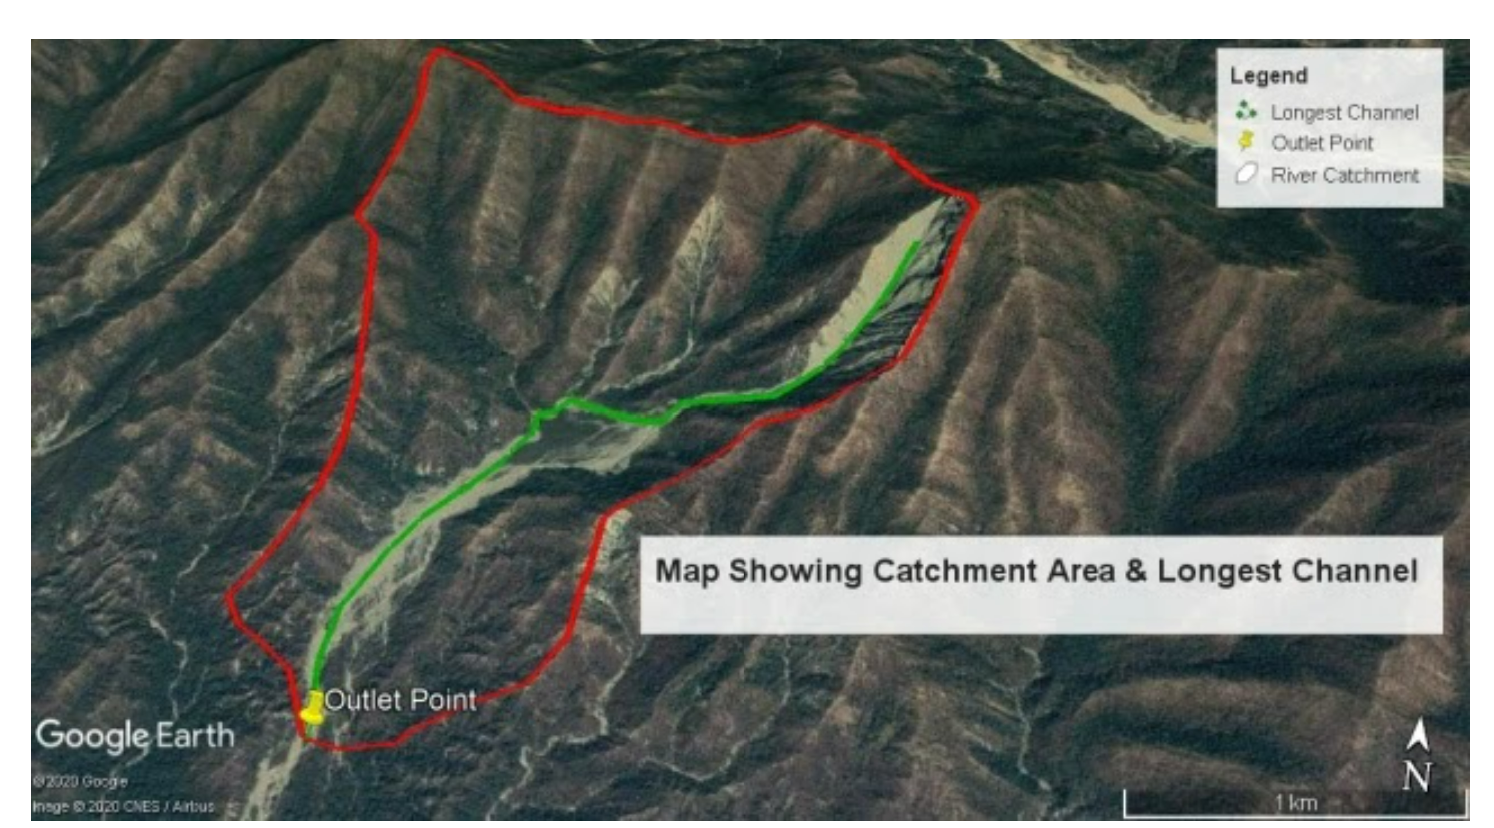 Legend
Longest Channel
Outlet Point
River Catchment
Map Showing Catchment Area & Longest Channel
Outlet Point
Google Earth
©2020 Google
Image © 2020 CNES / Airbus
N
1 km